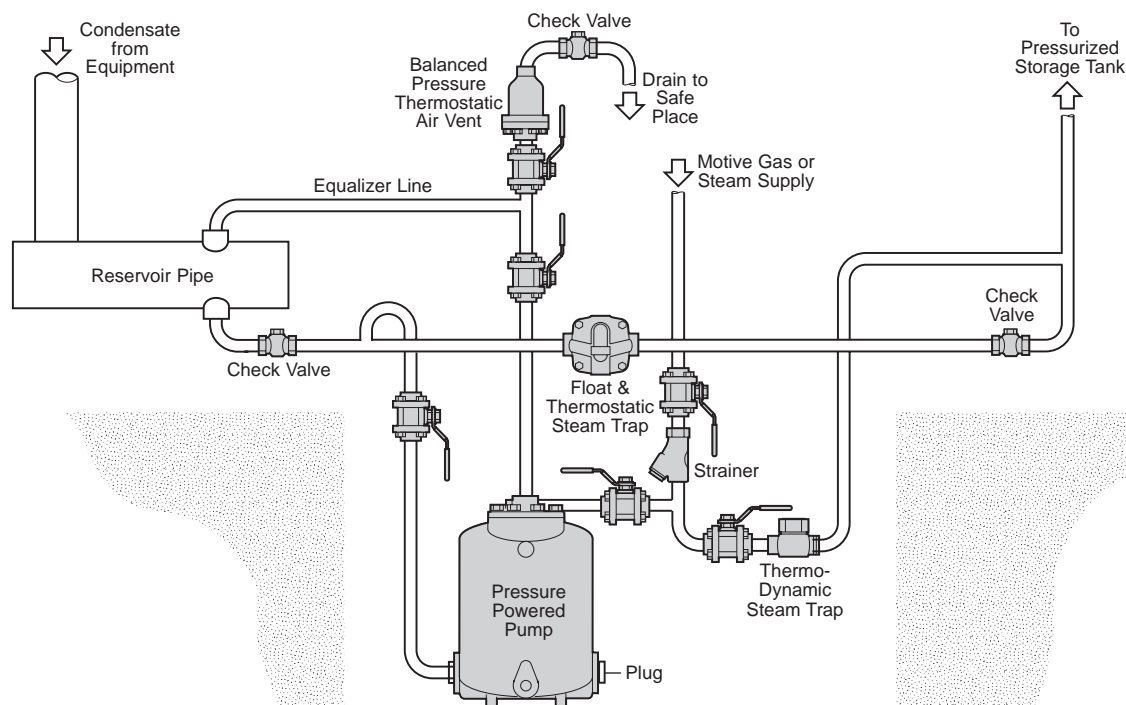 Condensate
from
Equipment
Check Valve
To
Pressurized
Storage Tank
Balanced
Pressure
Thermostatic
Air Vent
Drain to
Safe
Place
Motive Gas or
Steam Supply
Equalizer Line
Reservoir Pipe
Check
Valve
Check Valve
Float &
Thermostatic
Steam Trap
Strainer
Thermo-
Dynamic
Steam Trap
Pressure
Powered
Pump
Plug